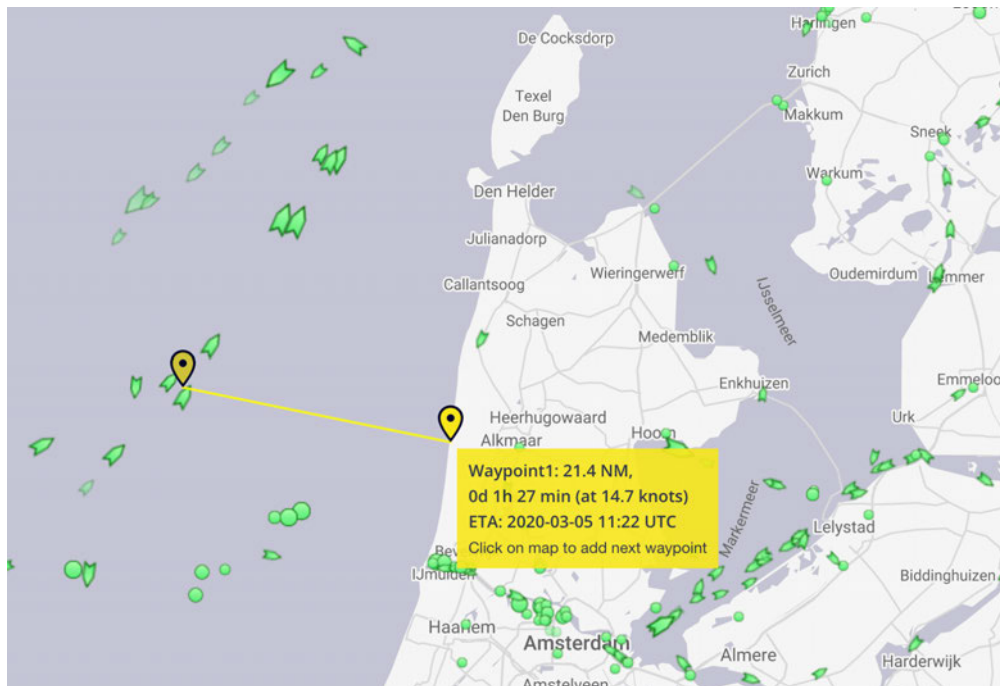 De Cocksdorp
Harlingen
Zurich
Texel
Den Burg
Makkum
Sneek
Warkum
Den Helder
Julianadorp
Wieringerwerf
Oudemirdum
Lemmer
Callantsoog
IJsselmeer
Schagen
Medemblik
Enkhuizen
Emmeloo
Heerhugowaard
Urk
Alkmaar
Hoorn
Waypoint1: 21.4 NM,
0d 1h 27 min (at 14.7 knots)
ETA: 2020-03-05 11:22 UTC
Click on map to add next waypoint
Markermeer
Lelystad
Bev
IJmuiden
Biddinghuizen
Haarlem
Amsterdam
Almere
Harderwijk
Amstelveen